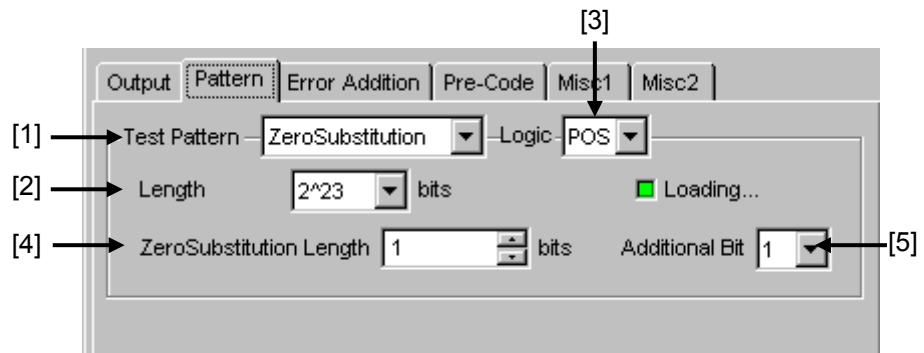 [3]
Output Pattern Error Addition Pre-Code Misc1 Misc2
[1] Test Pattern ZeroSubstitution Logic POS
[2] Length 2^23 bits Loading...
[4] ZeroSubstitution Length 1 bits Additional Bit 1 [5]